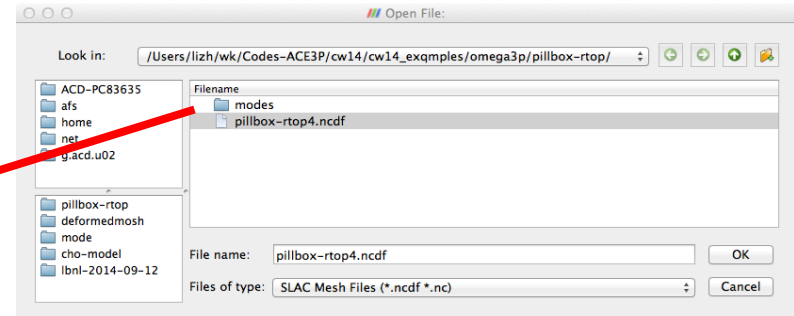 Open File:
Look in: /Users/lizh/wk/Codes-ACE3P/cw14/cw14_exqmples/omega3p/pillbox-rtop/
ACD-PC83635
afs
home
net
g.acd.u02
Filename
modes
pillbox-rtop4.ncdf
pillbox-rtop
deformedmosh
mode
cho-model
lbnl-2014-09-12
File name: pillbox-rtop4.ncdf OK
Files of type: SLAC Mesh Files (*.ncdf *.nc) Cancel